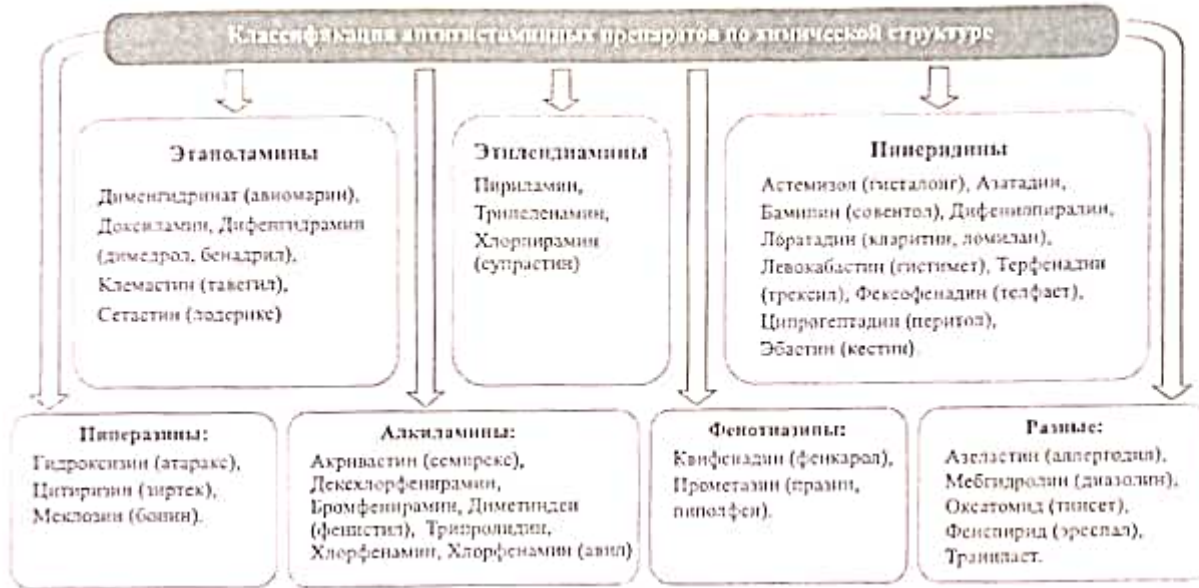 Классификация антигистаминных препаратов по химической структуре
Этаноламины
Дименгидринат (авиомарин),
Доксиламин, Дифенгидрамин
(димедрол, бенадрил),
Клемастин (тавегил),
Сетастин (лодерикс)
Этилендиамины
Пириламин,
Трипеленамин,
Хлорпирамин
(супрастин)
Пиперидины
Астемизол (гисталонг), Азатадин,
Бамипин (совентол), Дифенилпиралин,
Лоратадин (кларитин, ломилан),
Левокабастин (гистимет), Терфенадин
(трексил), Фексофенадин (телфаст),
Ципрогептадин (перитол),
Эбастин (кестин).
Пиперазины:
Гидроксизин (атаракс),
Цитиризин (зиртек),
Меклозин (бонин).
Алкиламины:
Акривастин (семпрекс),
Дексхлорфенирамин,
Бромфенирамин, Диметинден
(фенистил), Трипролидин,
Хлорфенамин, Хлорфенамин (авил)
Фенотиазины:
Квифенадин (фенкарол),
Прометазин (празин,
пипольфен).
Разные:
Азеластин (аллергодил),
Мебгидролин (диазолин),
Оксатомид (тинсет),
Фенспирид (эреспал),
Траниласт.